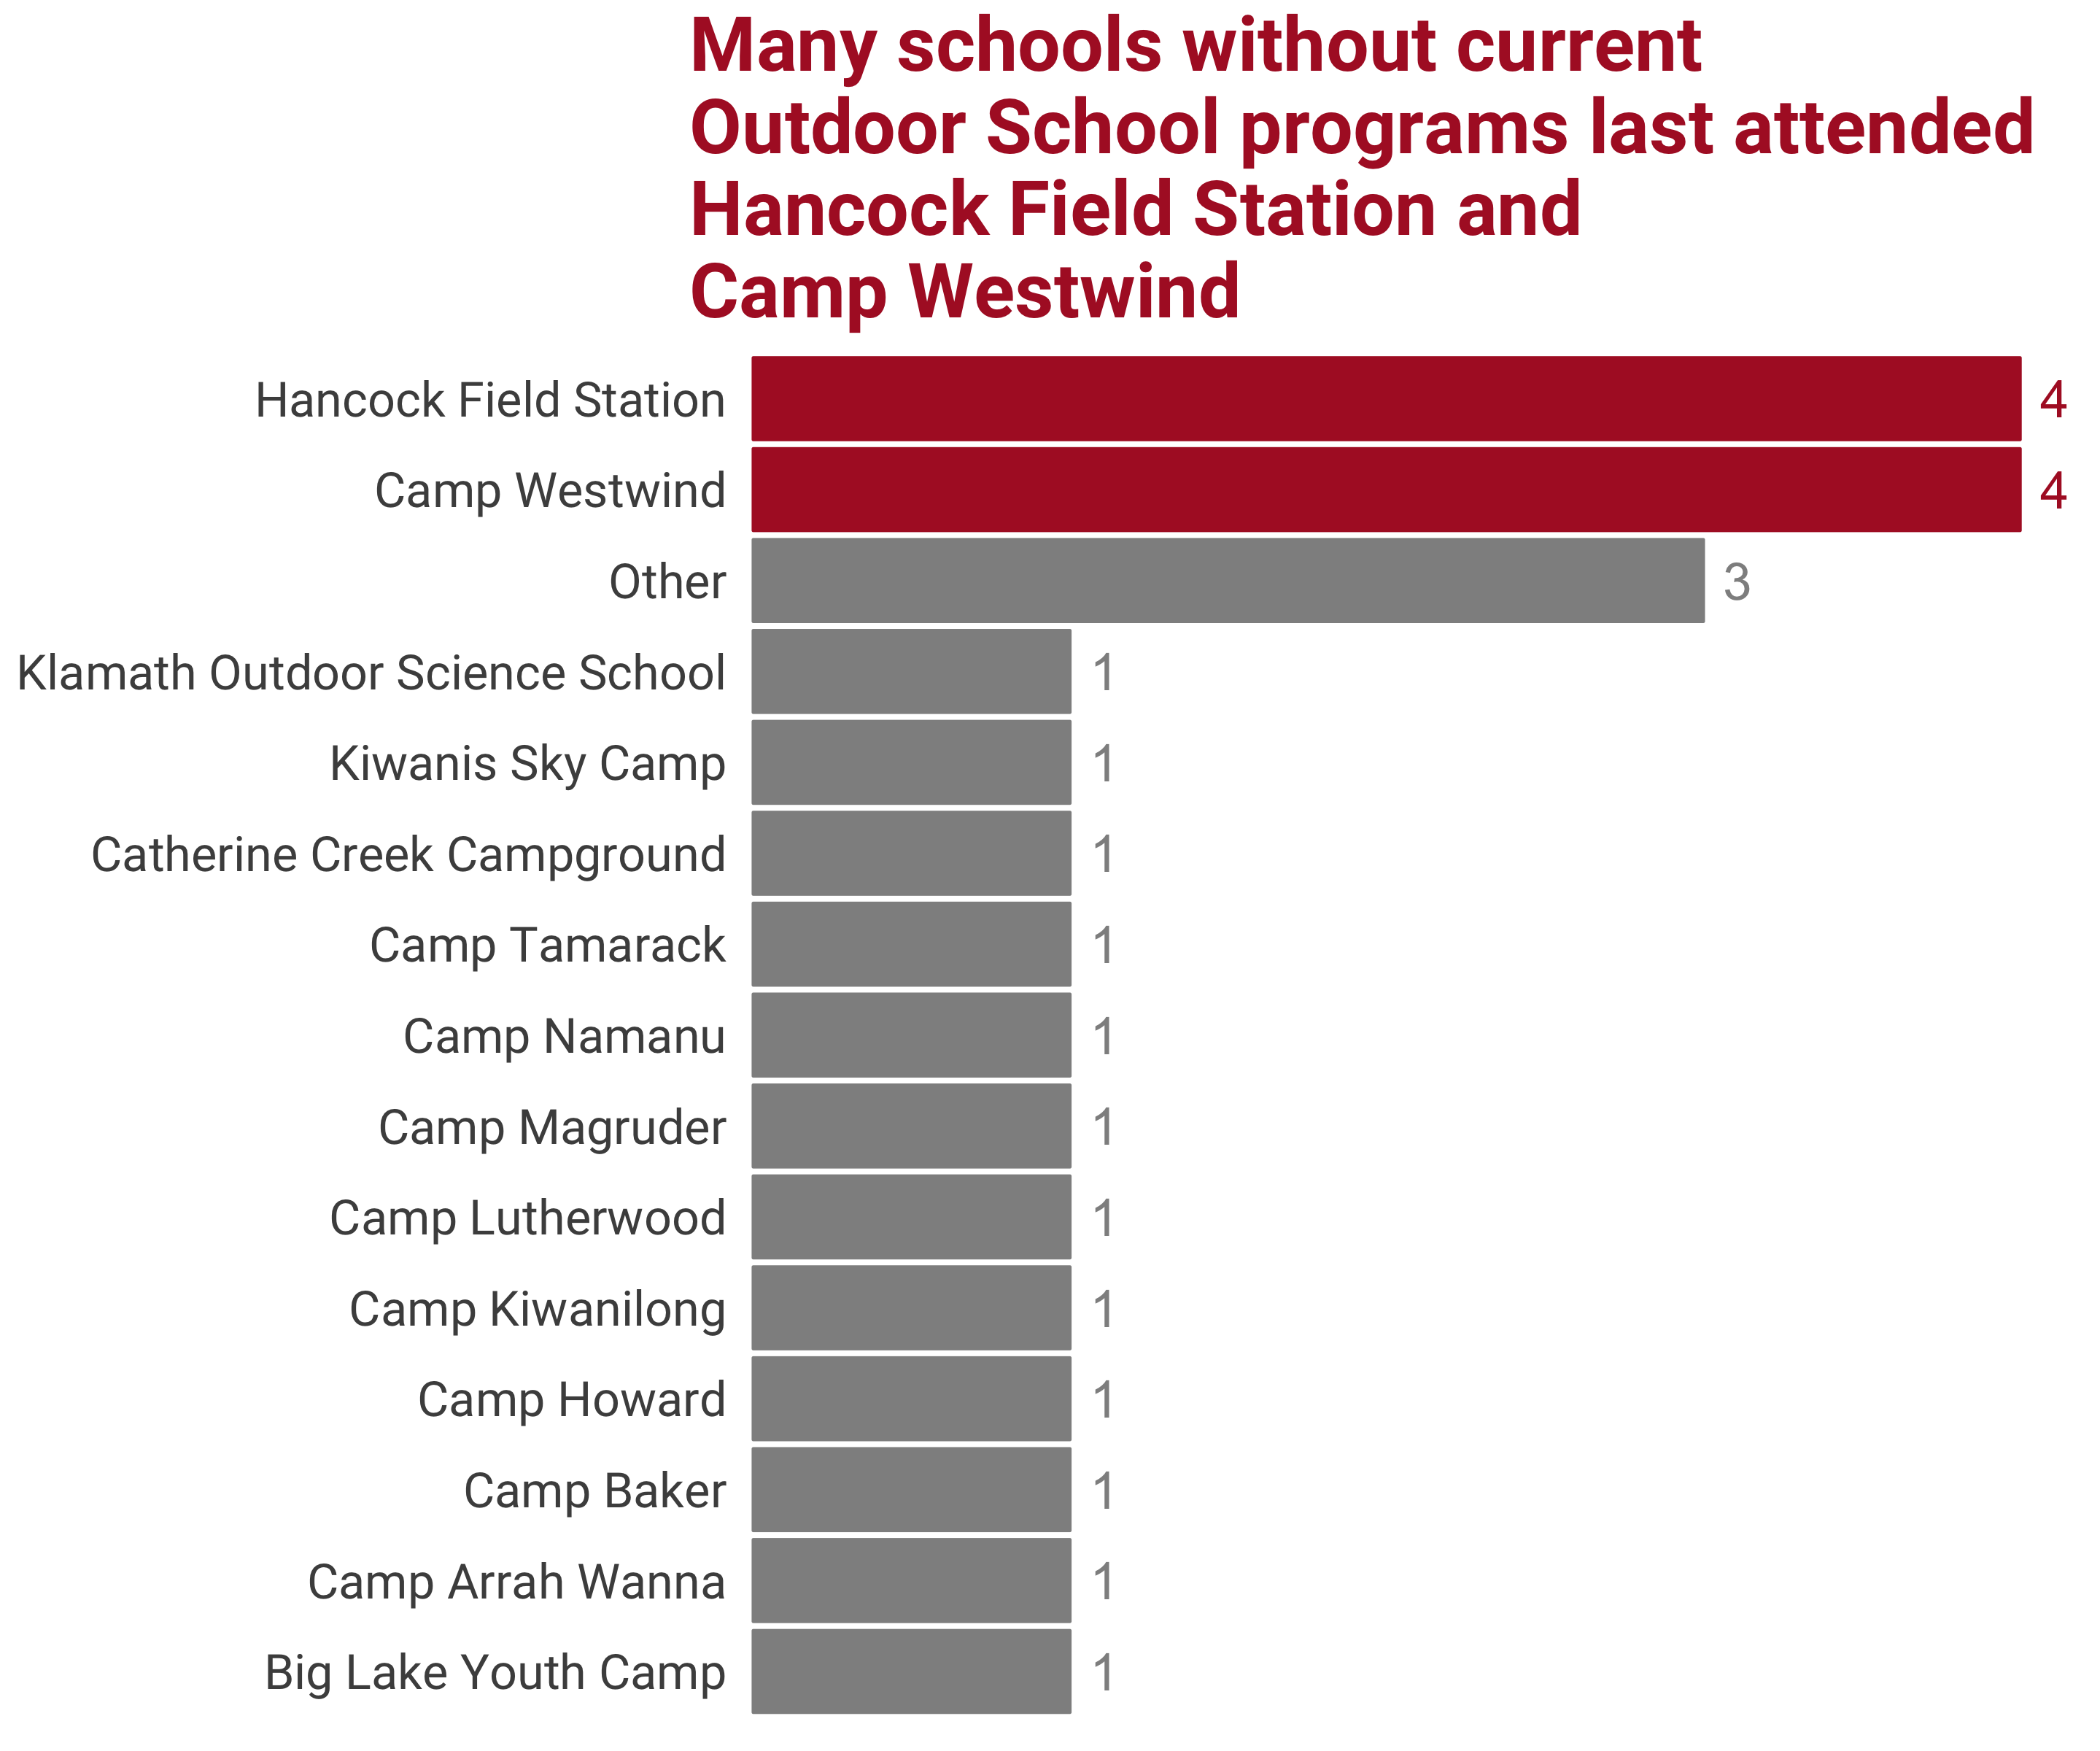 Many schools without current
Outdoor School programs last attended
Hancock Field Station and
Camp Westwind
Hancock Field Station 4
Camp Westwind 4
Other 3
Klamath Outdoor Science School 1
Kiwanis Sky Camp 1
Catherine Creek Campground 1
Camp Tamarack 1
Camp Namanu 1
Camp Magruder 1
Camp Lutherwood 1
Camp Kiwanilong 1
Camp Howard 1
Camp Baker 1
Camp Arrah Wanna 1
Big Lake Youth Camp 1